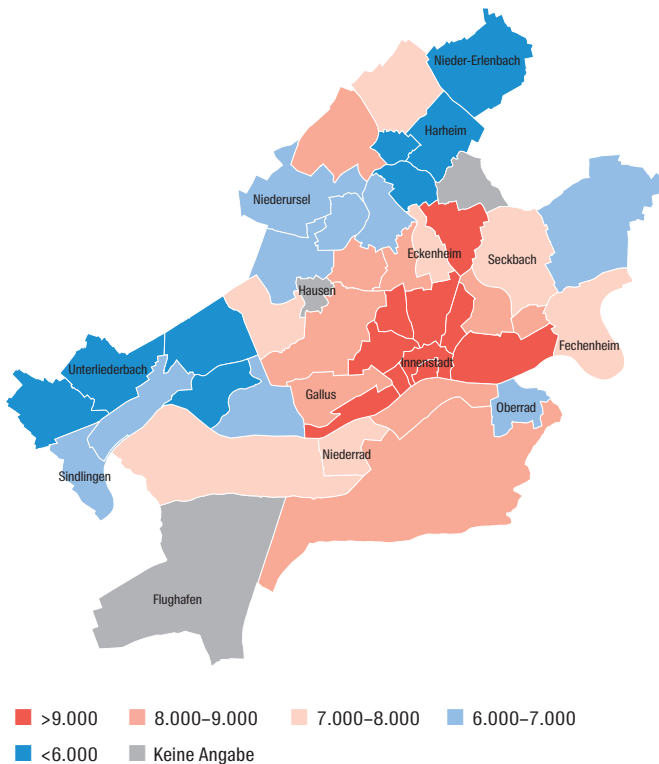 Nieder-Erlenbach
Harheim
Niederursel
Eckenheim
Seckbach
Hausen
Fechenheim
Unterliederbach
Innenstadt
Gallus
Oberrad
Niederrad
Sindlingen
Flughafen
>9.000 8.000–9.000 7.000–8.000 6.000–7.000
<6.000 Keine Angabe